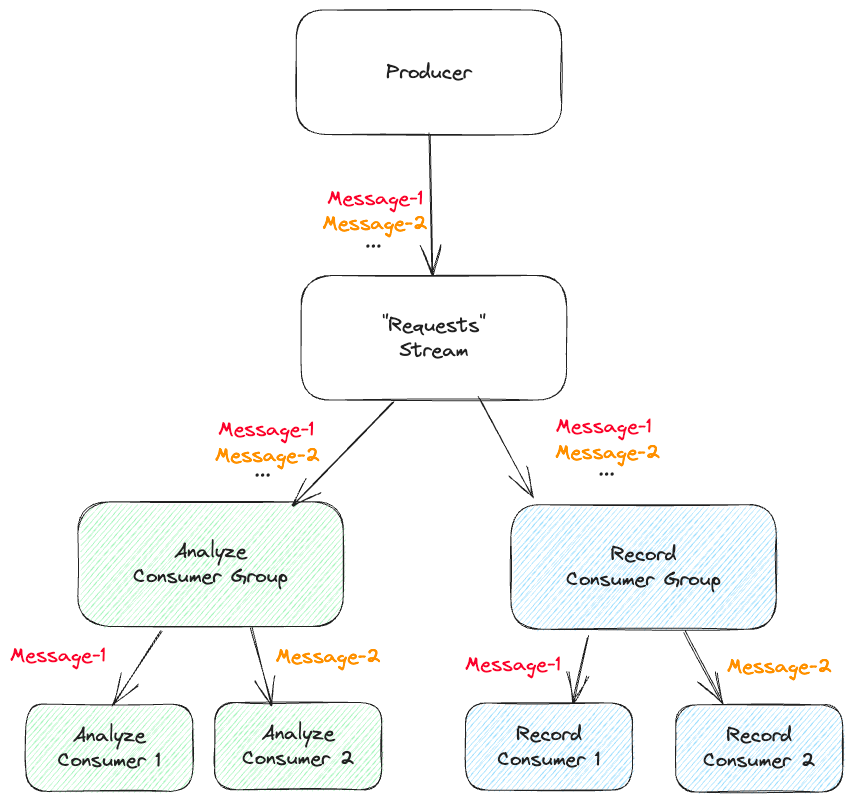 Producer
Message-1
Message-2
...
"Requests"
Stream
Message-1
Message-2
...
Message-1
Message-2
...
Analyze
Consumer Group
Record
Consumer Group
Message-1
Message-2
Message-1
Message-2
Analyze
Consumer 1
Analyze
Consumer 2
Record
Consumer 1
Record
Consumer 2